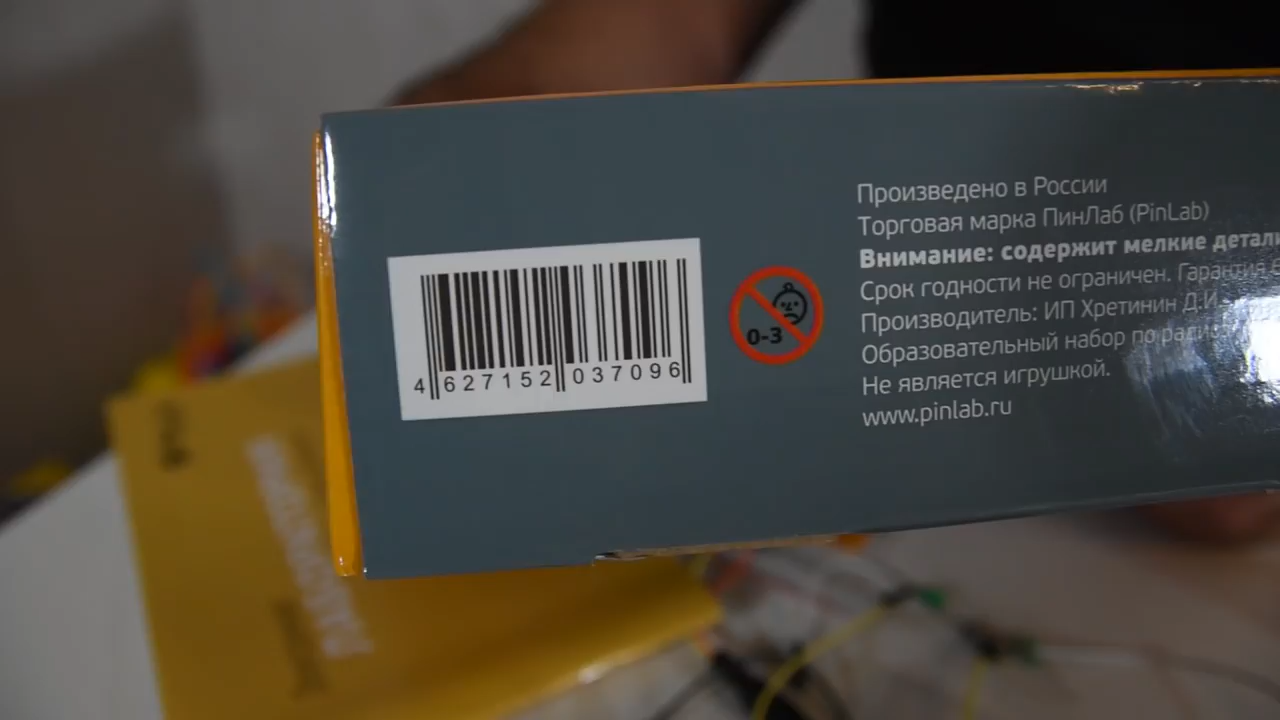 Произведено в России
Торговая марка ПинЛаб (PinLab)
Внимание: содержит мелкие детали
Срок годности не ограничен. Гарантия
Производитель: ИП Хретинин Д.И.
Образовательный набор по
Не является игрушкой.
www.pinlab.ru
0-3
4 627152 037096